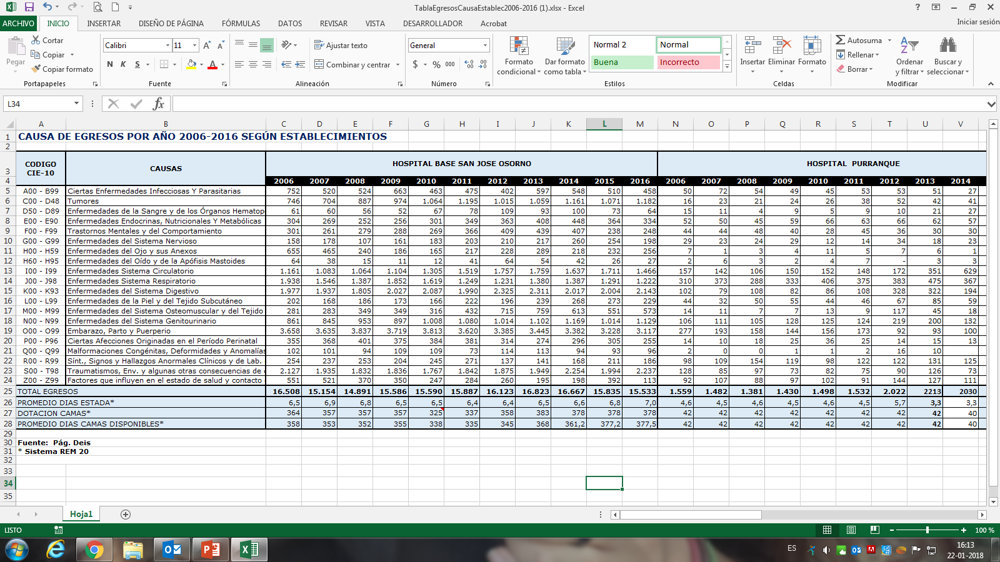 TablaEgresosCausaEstablec2006-2016 (1).xlsx - Excel
ARCHIVO INICIO INSERTAR DISEÑO DE PÁGINA FÓRMULAS DATOS REVISAR VISTA DESARROLLADOR Acrobat Iniciar sesión
Pegar Cortar Copiar Copiar formato
Calibri 11 N K S
Ajustar texto Combinar y centrar
General $ % 000
Formato condicional Dar formato como tabla Normal 2 Normal Buena Incorrecto
Insertar Eliminar Formato
Autosuma Rellenar Borrar Ordenar y filtrar Buscar y seleccionar
Portapapeles Fuente Alineación Número Estilos Celdas Modificar
L34 fx
A B C D E F G H I J K L M N O P Q R S T U V
1 CAUSA DE EGRESOS POR AÑO 2006-2016 SEGÚN ESTABLECIMIENTOS
2
3 CODIGO CIE-10 CAUSAS HOSPITAL BASE SAN JOSE OSORNO HOSPITAL PURRANQUE
4 2006 2007 2008 2009 2010 2011 2012 2013 2014 2015 2016 2006 2007 2008 2009 2010 2011 2012 2013 2014
5 A00 - B99 Ciertas Enfermedades Infecciosas Y Parasitarias 752 520 524 663 463 475 402 597 548 510 458 50 72 54 49 45 53 53 51 27
6 C00 - D48 Tumores 746 704 887 974 1.064 1.195 1.015 1.059 1.161 1.071 1.182 16 23 21 24 26 38 52 42 41
7 D50 - D89 Enfermedades de la Sangre y de los Órganos Hematop 61 60 56 52 67 78 109 93 100 73 64 15 11 4 9 5 9 10 21 27
8 E00 - E90 Enfermedades Endocrinas, Nutricionales Y Metabólicas 304 269 252 256 301 349 363 408 448 364 334 52 50 45 59 66 63 66 62 57
9 F00 - F99 Trastornos Mentales y del Comportamiento 301 261 279 288 269 366 409 439 407 238 248 44 44 48 40 28 45 36 30 30
10 G00 - G99 Enfermedades del Sistema Nervioso 158 178 107 161 183 203 210 217 260 254 198 29 23 24 29 12 14 34 18 23
11 H00 - H59 Enfermedades del Ojo y sus Anexos 655 465 240 186 165 217 228 289 218 232 256 7 1 3 4 11 5 7 6 1
12 H60 - H95 Enfermedades del Oído y de la Apófisis Mastoides 64 38 15 11 12 41 64 54 42 26 27 2 6 3 2 4 7 - 3 3
13 I00 - I99 Enfermedades Sistema Circulatorio 1.161 1.083 1.064 1.104 1.305 1.519 1.757 1.759 1.637 1.711 1.466 157 142 106 150 152 148 172 351 629
14 J00 - J98 Enfermedades Sistema Respiratorio 1.938 1.546 1.387 1.852 1.619 1.249 1.231 1.380 1.387 1.291 1.222 310 373 288 333 406 375 383 475 367
15 K00 - K93 Enfermedades del Sistema Digestivo 1.977 1.937 1.805 2.027 2.087 1.990 2.325 2.311 2.017 2.004 2.143 102 79 108 82 86 108 328 322 194
16 L00 - L99 Enfermedades de la Piel y del Tejido Subcutáneo 202 168 186 173 166 222 196 239 268 273 229 44 32 50 55 44 46 67 85 59
17 M00 - M99 Enfermedades del Sistema Osteomuscular y del Tejido 281 283 349 349 316 432 715 759 613 551 573 14 11 7 7 13 9 117 45 18
18 N00 - N99 Enfermedades del Sistema Genitourinario 861 845 953 897 1.008 1.080 1.014 1.102 1.169 1.014 1.129 106 111 105 128 125 124 219 200 132
19 O00 - O99 Embarazo, Parto y Puerperio 3.658 3.635 3.837 3.719 3.813 3.620 3.385 3.445 3.382 3.228 3.117 277 193 158 144 156 173 92 93 100
20 P00 - P96 Ciertas Afecciones Originadas en el Período Perinatal 355 368 401 375 384 381 314 274 296 305 255 14 10 18 25 36 25 14 15 13
21 Q00 - Q99 Malformaciones Congénitas, Deformidades y Anomalías 102 101 94 109 109 73 114 113 94 93 96 2 0 0 1 1 2 16 10
22 R00 - R99 Sínt., Signos y Hallazgos Anormales Clínicos y de Lab. 254 237 253 204 245 271 137 141 168 211 186 98 109 154 119 98 122 122 131 125
23 S00 - T98 Traumatismos, Env. y algunas otras consecuencias de 2.127 1.935 1.832 1.836 1.767 1.842 1.875 1.949 2.254 1.994 2.237 128 85 97 73 82 75 90 126 73
24 Z00 - Z99 Factores que influyen en el estado de salud y contacto 551 521 370 350 247 284 260 195 198 392 113 92 107 88 97 102 91 144 127 111
25 TOTAL EGRESOS 16.508 15.154 14.891 15.586 15.590 15.887 16.123 16.823 16.667 15.835 15.533 1.559 1.482 1.381 1.430 1.498 1.532 2.022 2213 2030
26 PROMEDIO DIAS ESTADA* 6,5 6,9 6,8 6,5 6,5 6,4 6,4 6,5 6,6 6,8 7,0 4,6 4,5 4,6 4,5 4,6 4,5 5,7 3,3 3,3
27 DOTACION CAMAS* 364 357 357 357 325 337 358 383 378 378 378 42 42 42 42 42 42 42 42 40
28 PROMEDIO DIAS CAMAS DISPONIBLES* 358 353 352 355 338 335 345 368 361,2 377,2 377,5 42 42 42 42 42 42 42 42 40
29
30 Fuente: Pág. Deis
31 * Sistema REM 20
32
33
34
35
Hoja1
LISTO 100 %
ES 16:13
22-01-2018